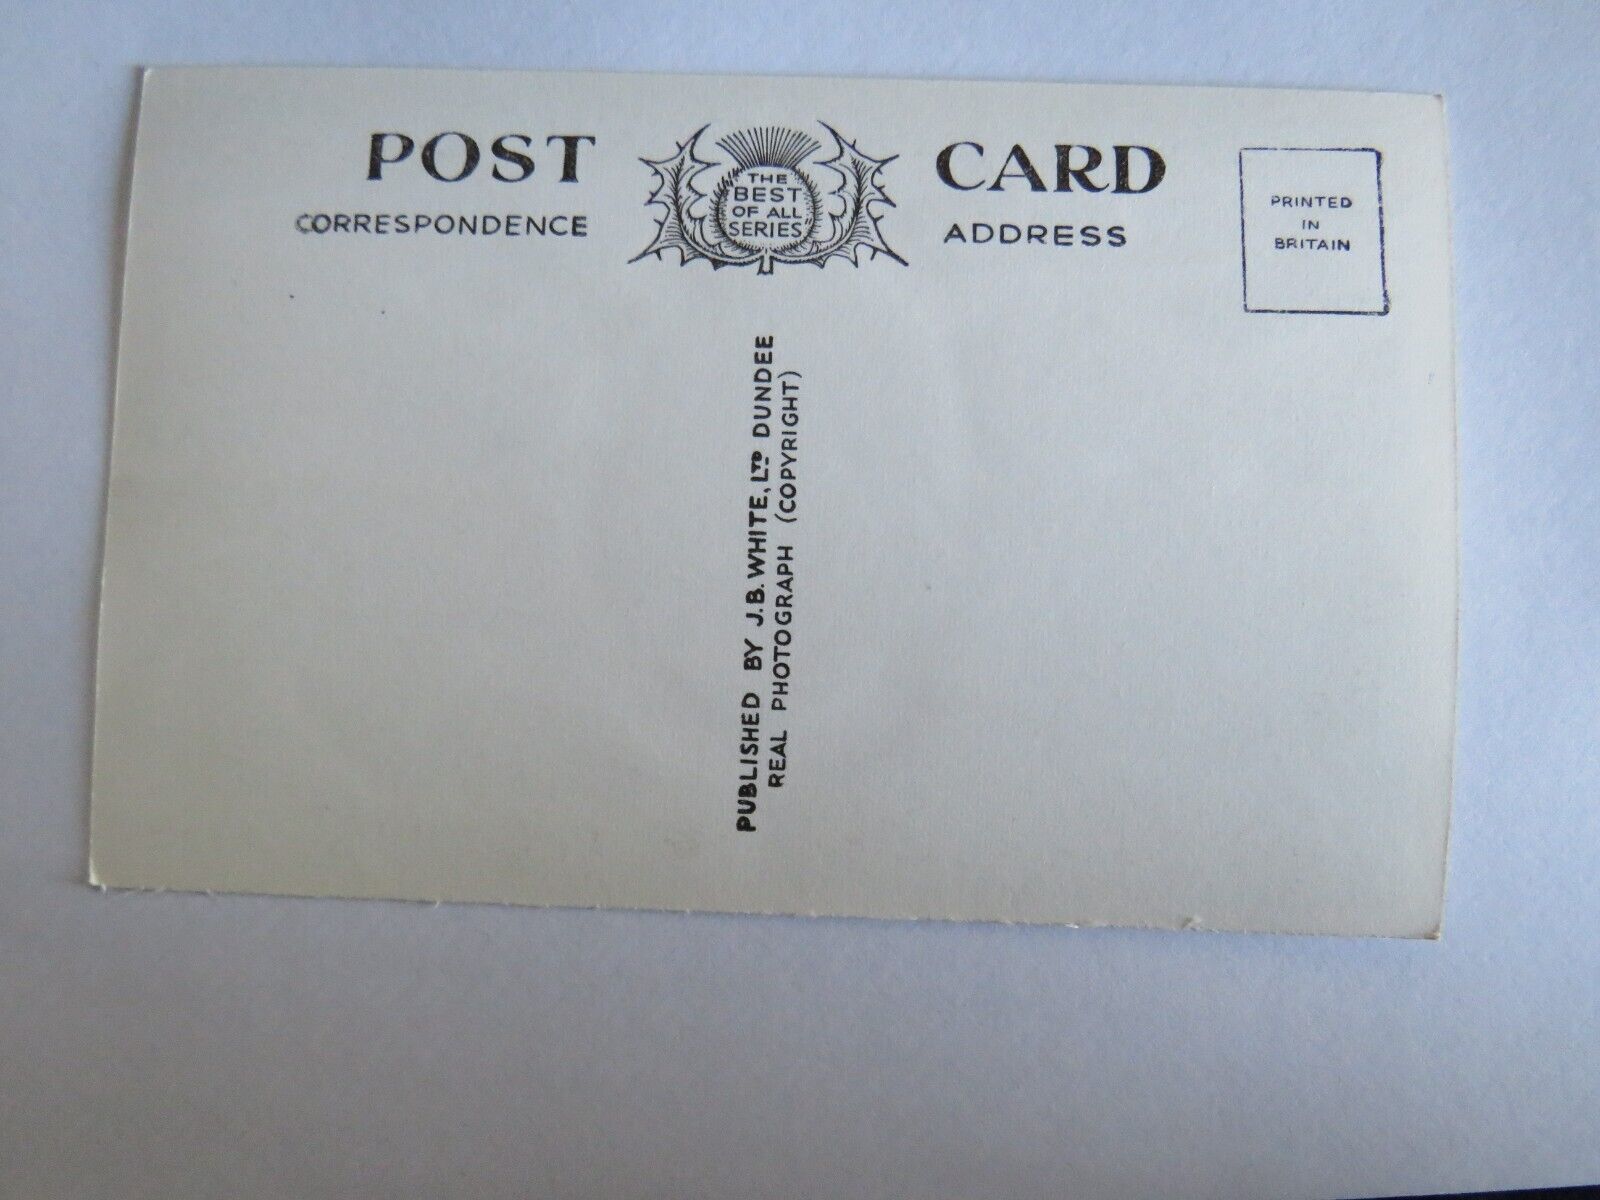 POST CARD
CORRESPONDENCE
THE
BEST
OF ALL
SERIES"
ADDRESS
PRINTED
IN
BRITAIN
PUBLISHED BY J.B. WHITE, LTD DUNDEE
REAL PHOTOGRAPH (COPYRIGHT)